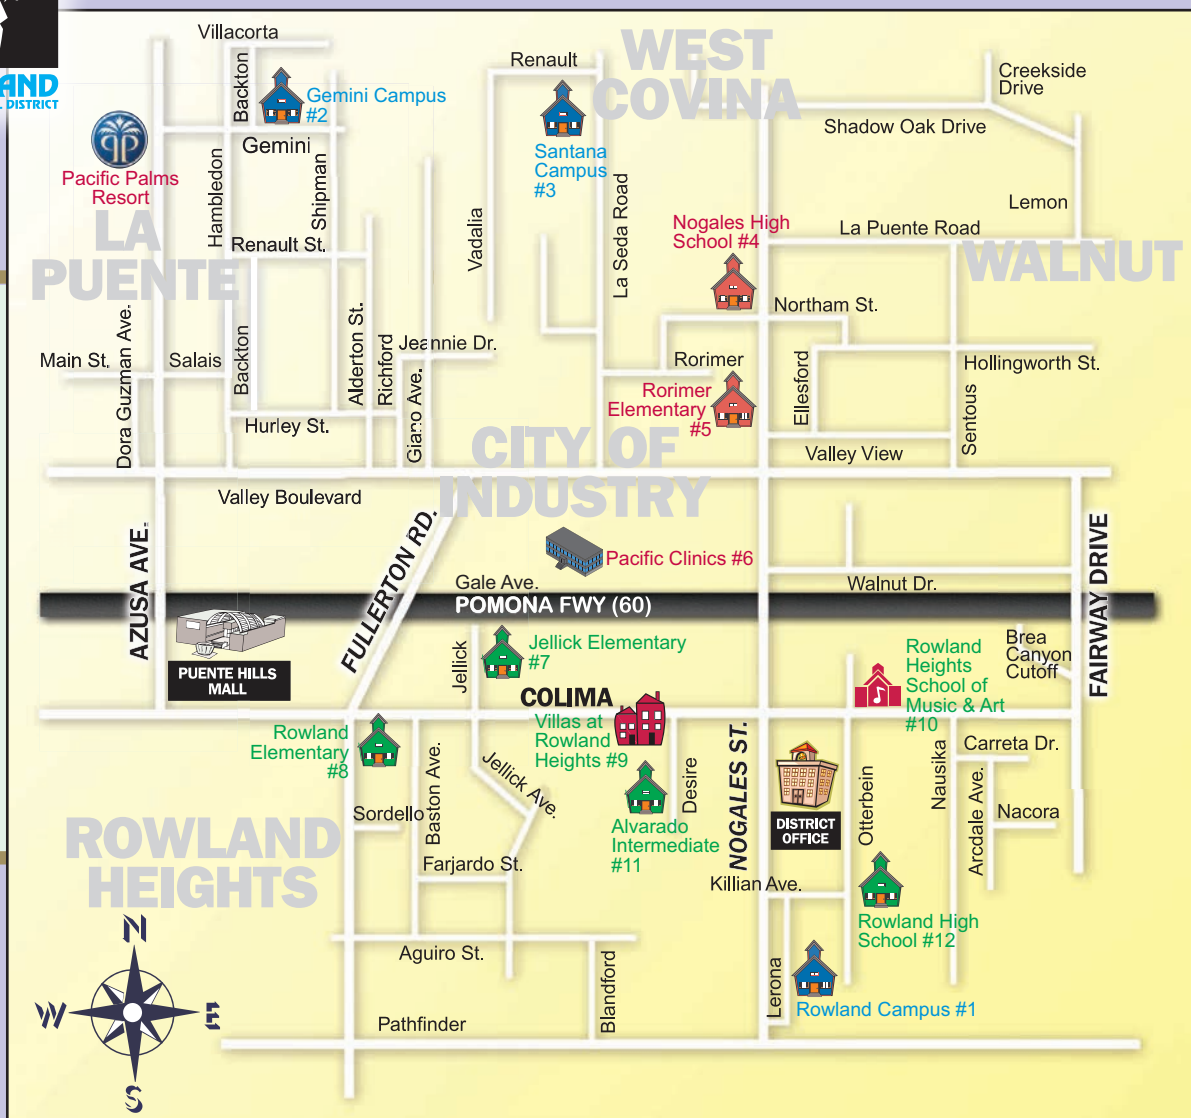 AND
L DISTRICT
Villacorta
Backton
Gemini Campus
#2
Gemini
Hambledon
Shipman
Renault St.
Pacific Palms
Resort
LA
PUENTE
Renault
WEST
COVINA
Santana
Campus
#3
Vadalia
La Seda Road
Creekside
Drive
Shadow Oak Drive
Lemon
La Puente Road
WALNUT
Nogales High
School #4
Northam St.
Main St.
Dora Guzman Ave.
Salais
Backton
Alderton St.
Richford
Jeannie Dr.
Giano Ave.
Hurley St.
Rorimer
Rorimer
Elementary
#5
Ellesford
Hollingworth St.
Sentous
Valley View
CITY OF
INDUSTRY
Valley Boulevard
AZUSA AVE.
FULLERTON RD.
Pacific Clinics #6
Gale Ave.
POMONA FWY (60)
Walnut Dr.
FAIRWAY DRIVE
PUENTE HILLS
MALL
Jellick
Jellick Elementary
#7
Brea
Canyon
Cutoff
Rowland
Heights
School of
Music & Art
#10
COLIMA
Villas at
Rowland
Heights #9
Rowland
Elementary
#8
Baston Ave.
Jellick Ave.
Desire
NOGALES ST.
DISTRICT
OFFICE
Otterbein
Nausika
Carreta Dr.
Arcdale Ave.
Nacora
Sordello
Alvarado
Intermediate
#11
Farjardo St.
Killian Ave.
ROWLAND
HEIGHTS
Rowland High
School #12
Aguiro St.
Blandford
Lerona
Rowland Campus #1
Pathfinder
N
W
E
S